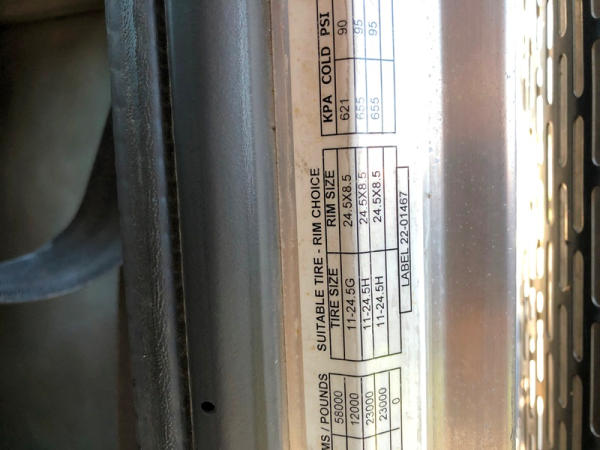 SUITABLE TIRE - RIM CHOICE
MS / POUNDS TIRE SIZE RIM SIZE KPA COLD PSI
58000
12000 11-24.5G 24.5X8.5 621 90
23000 11-24.5H 24.5X8.5 655 95
23000 11-24.5H 24.5X8.5 655 95
0
LABEL 22-01467